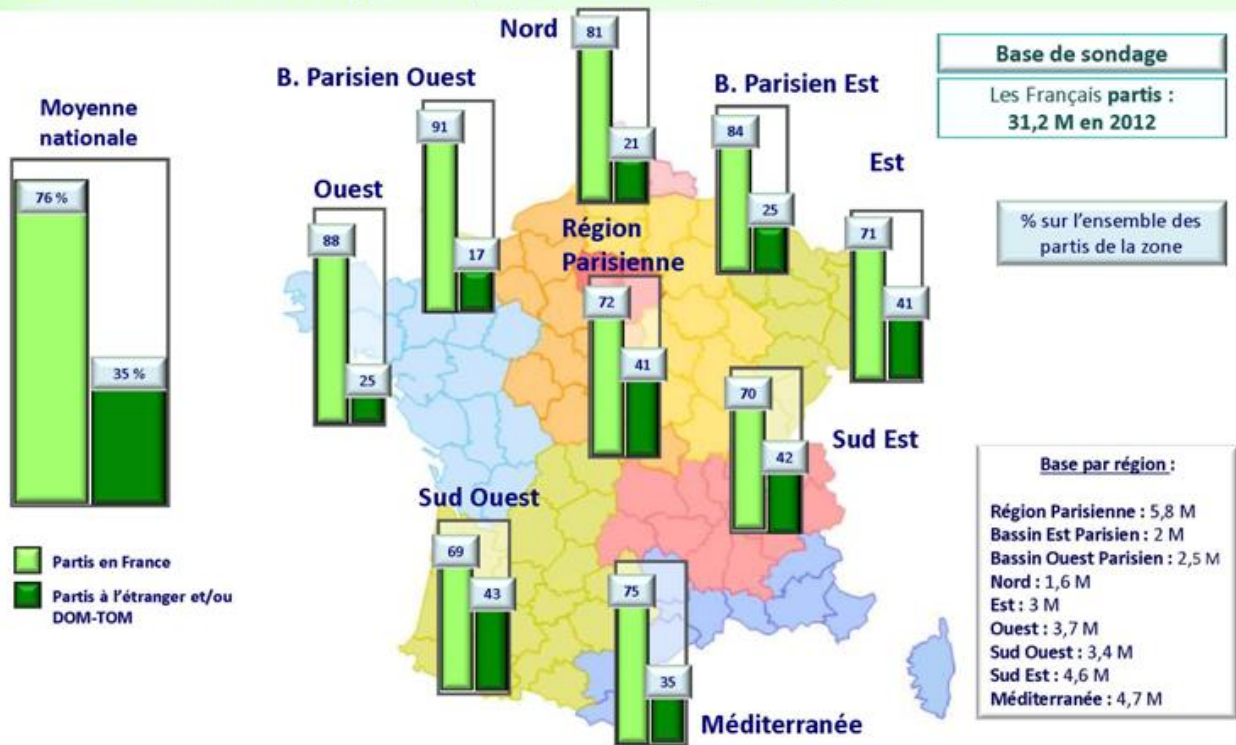 Nord
81
21
B. Parisien Ouest
91
17
B. Parisien Est
84
25
Base de sondage
Les Français partis :
31,2 M en 2012
Moyenne
nationale
76 %
35 %
Ouest
88
25
Région
Parisienne
72
41
Est
71
41
% sur l'ensemble des
partis de la zone
70
42
Sud Est
Sud Ouest
69
43
75
35
Méditerranée
Partis en France
Partis à l'étranger et/ou
DOM-TOM
Base par région :
Région Parisienne : 5,8 M
Bassin Est Parisien : 2 M
Bassin Ouest Parisien : 2,5 M
Nord : 1,6 M
Est : 3 M
Ouest : 3,7 M
Sud Ouest : 3,4 M
Sud Est : 4,6 M
Méditerranée : 4,7 M